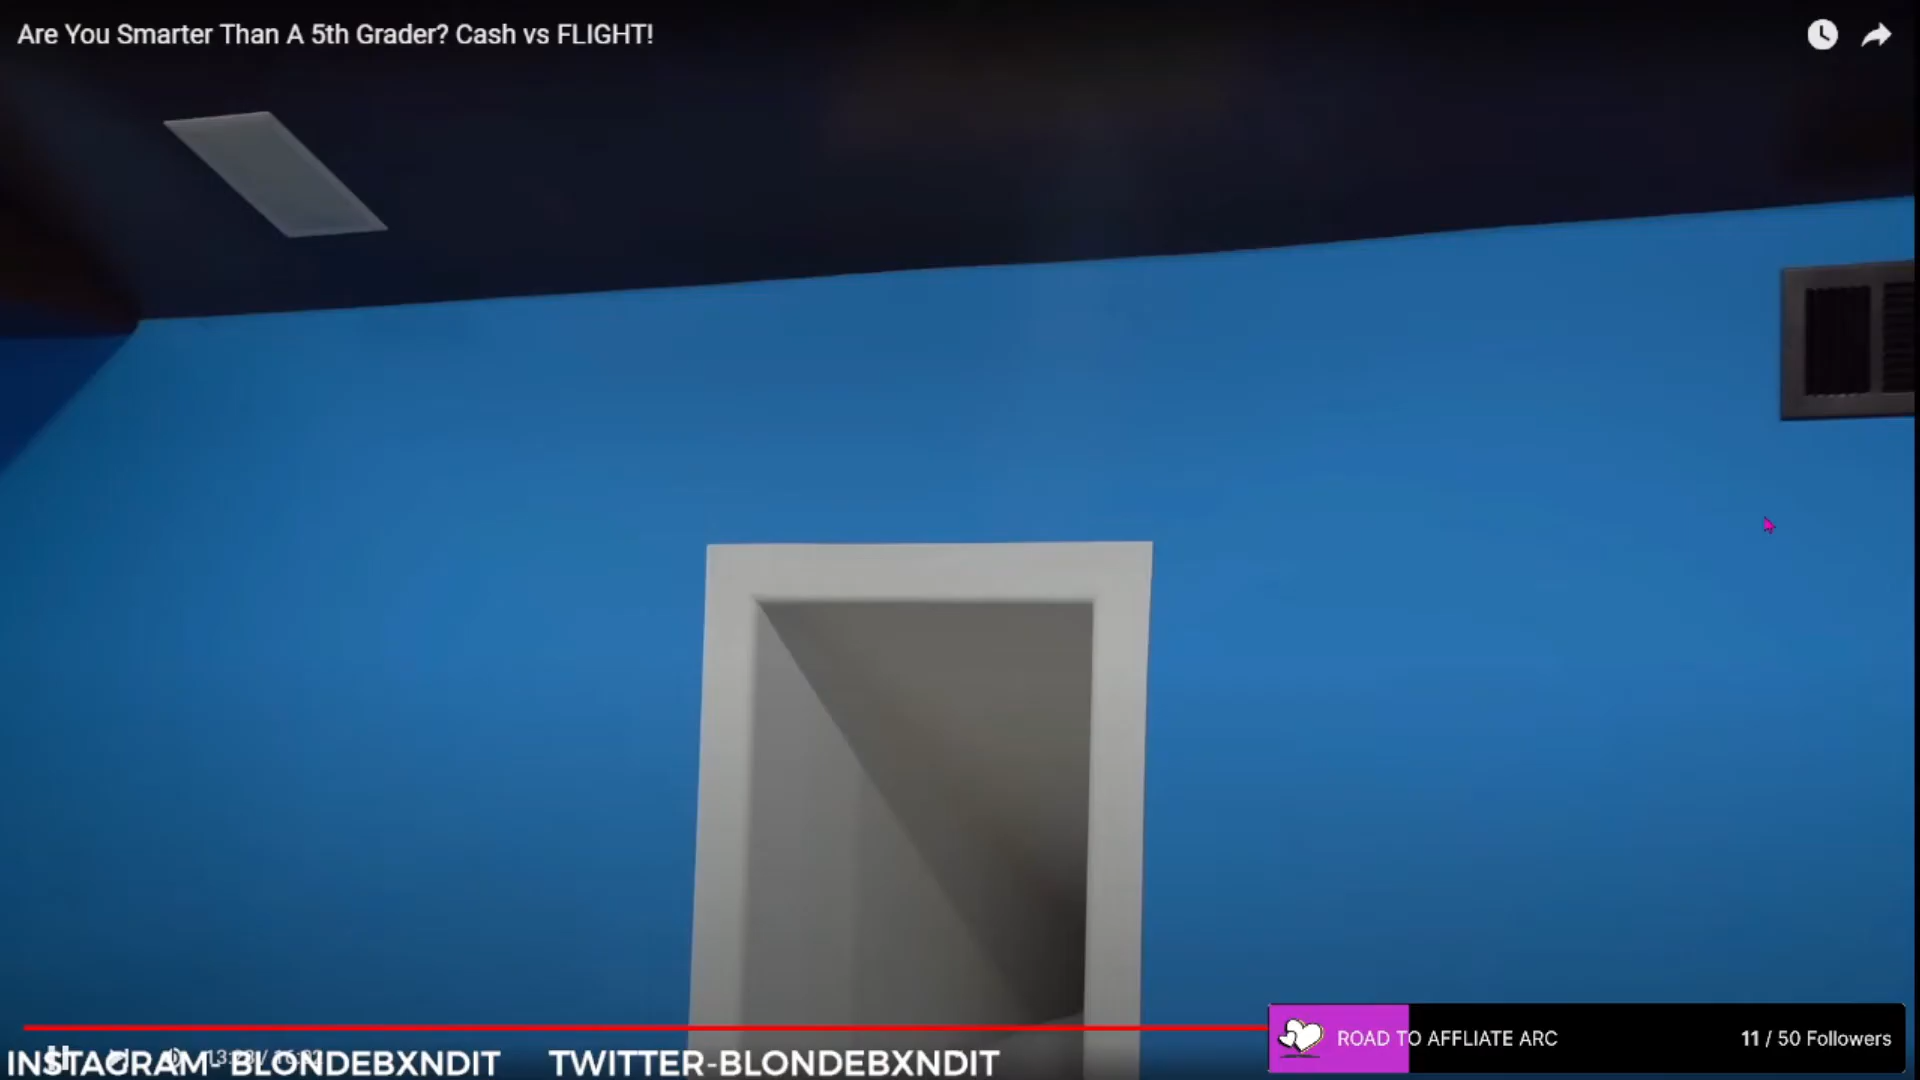 Are You Smarter Than A 5th Grader? Cash vs FLIGHT!
ROAD TO AFFLIATE ARC 11 / 50 Followers
INSTAGRAM- BLONDEBXNDIT TWITTER-BLONDEBXNDIT